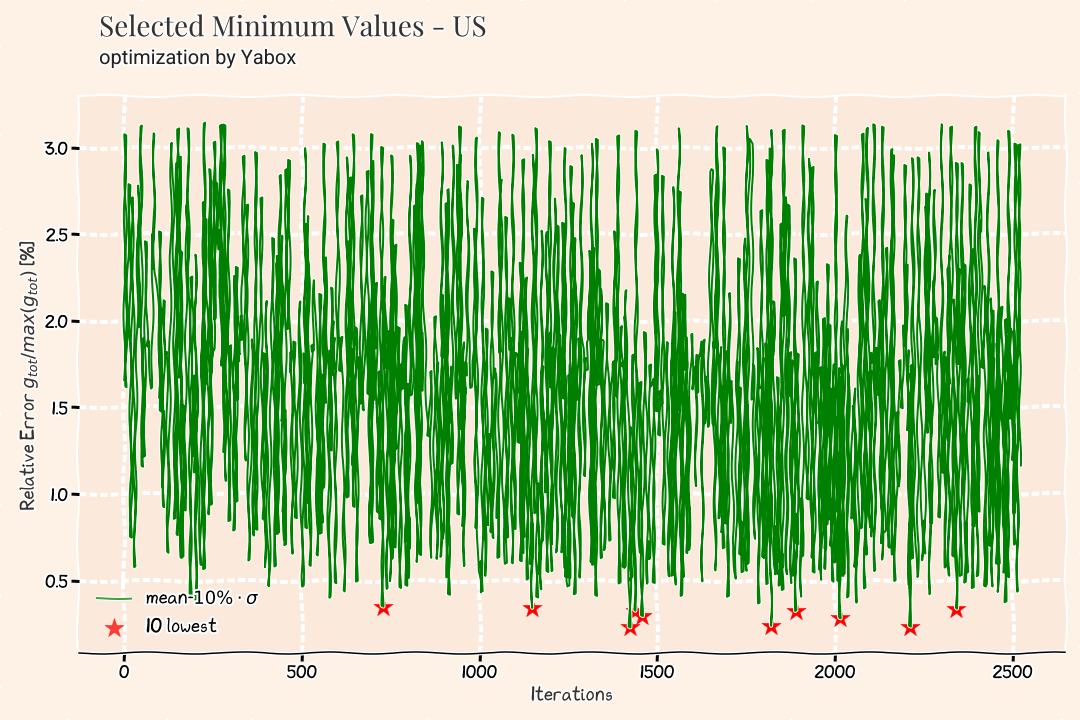 Selected Minimum Values - US
optimization by Yabox
Relative Error g_tot/max(g_tot) [%]
3.0
2.5
2.0
1.5
1.0
0.5
mean-10% · σ
10 lowest
0 500 1000 1500 2000 2500
Iterations